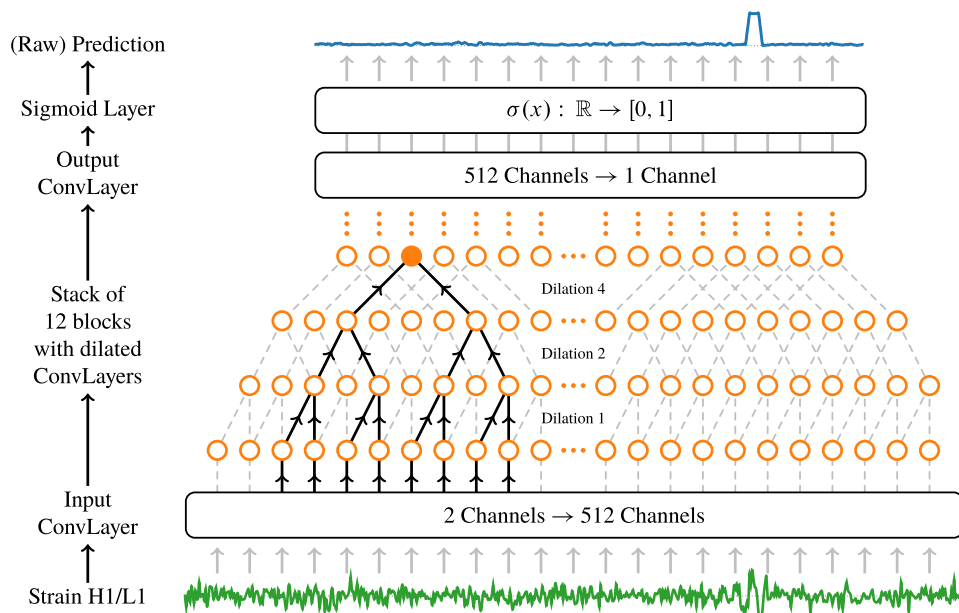 (Raw) Prediction
Sigmoid Layer
σ(x) : ℝ → [0, 1]
Output
ConvLayer
512 Channels → 1 Channel
Dilation 4
Stack of
12 blocks
with dilated
ConvLayers
Dilation 2
Dilation 1
Input
ConvLayer
2 Channels → 512 Channels
Strain H1/L1